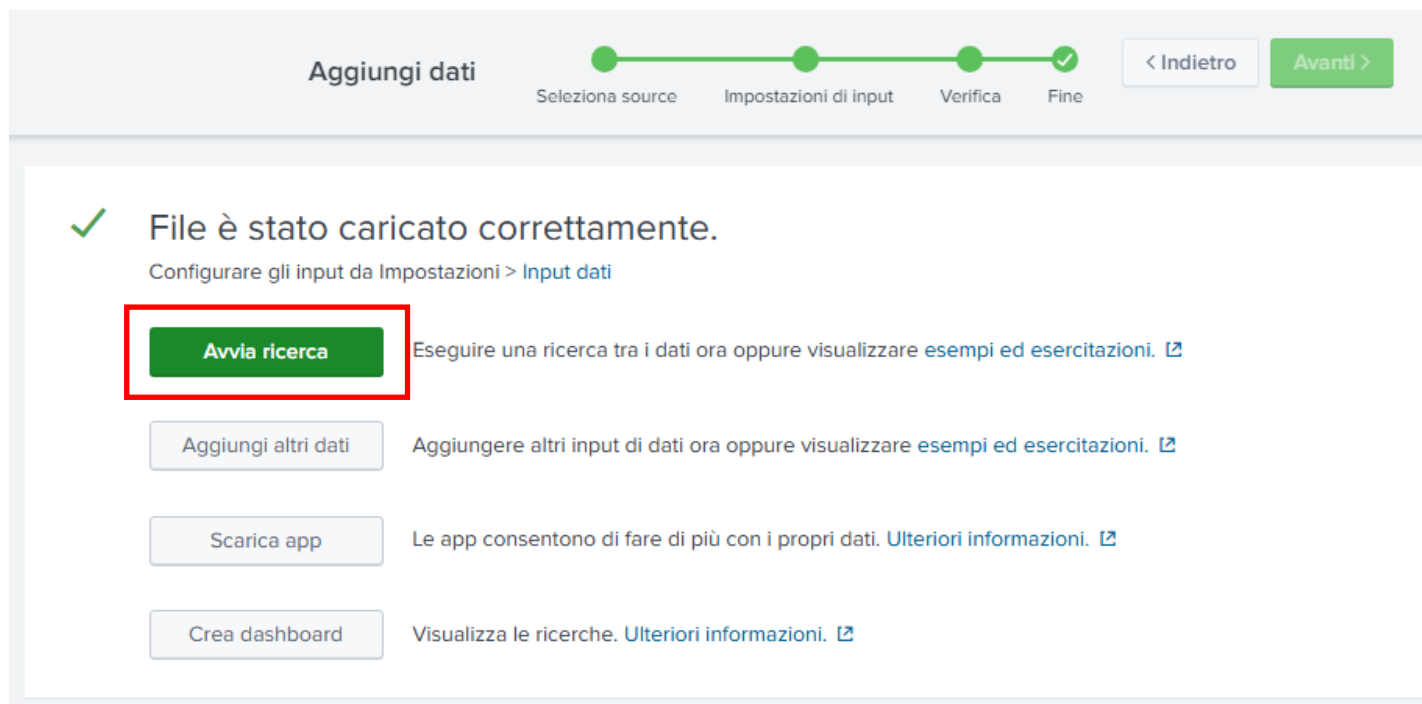 Aggiungi dati
Seleziona source
Impostazioni di input
Verifica
Fine
< Indietro
Avanti >
File è stato caricato correttamente.
Configurare gli input da Impostazioni > Input dati
Avvia ricerca
Eseguire una ricerca tra i dati ora oppure visualizzare esempi ed esercitazioni.
Aggiungi altri dati
Aggiungere altri input di dati ora oppure visualizzare esempi ed esercitazioni.
Scarica app
Le app consentono di fare di più con i propri dati. Ulteriori informazioni.
Crea dashboard
Visualizza le ricerche. Ulteriori informazioni.